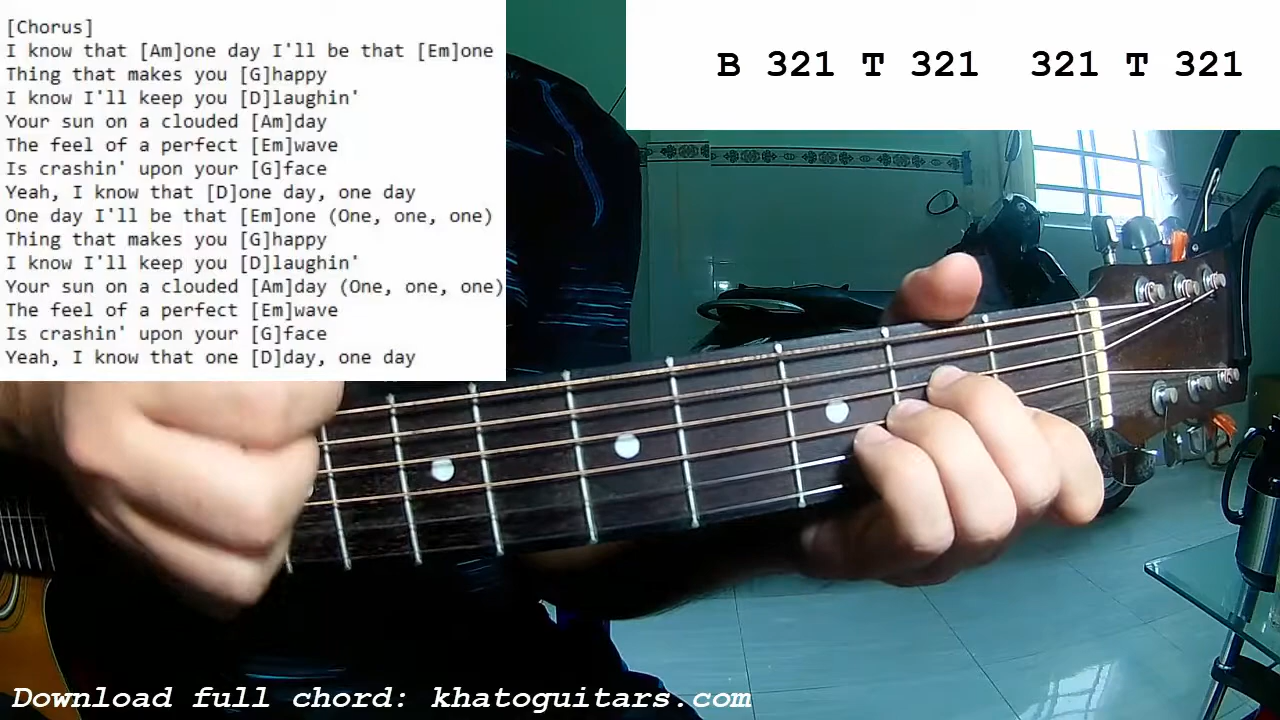 [Chorus]
I know that [Am]one day I'll be that [Em]one
Thing that makes you [G]happy
I know I'll keep you [D]laughin'
Your sun on a clouded [Am]day
The feel of a perfect [Em]wave
Is crashin' upon your [G]face
Yeah, I know that [D]one day, one day
One day I'll be that [Em]one (One, one, one)
Thing that makes you [G]happy
I know I'll keep you [D]laughin'
Your sun on a clouded [Am]day (One, one, one)
The feel of a perfect [Em]wave
Is crashin' upon your [G]face
Yeah, I know that one [D]day, one day
B 321 T 321 321 T 321
Download full chord: khatoguitars.com